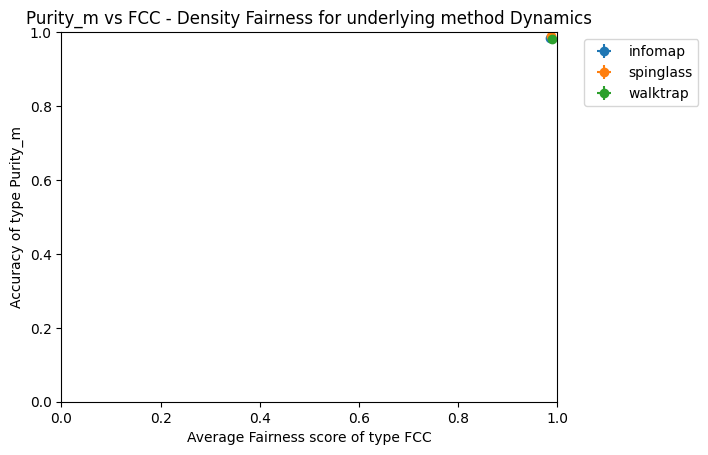 Purity_m vs FCC - Density Fairness for underlying method Dynamics
infomap
spinglass
walktrap
Accuracy of type Purity_m
1.0
0.8
0.6
0.4
0.2
0.0
0.0 0.2 0.4 0.6 0.8 1.0
Average Fairness score of type FCC